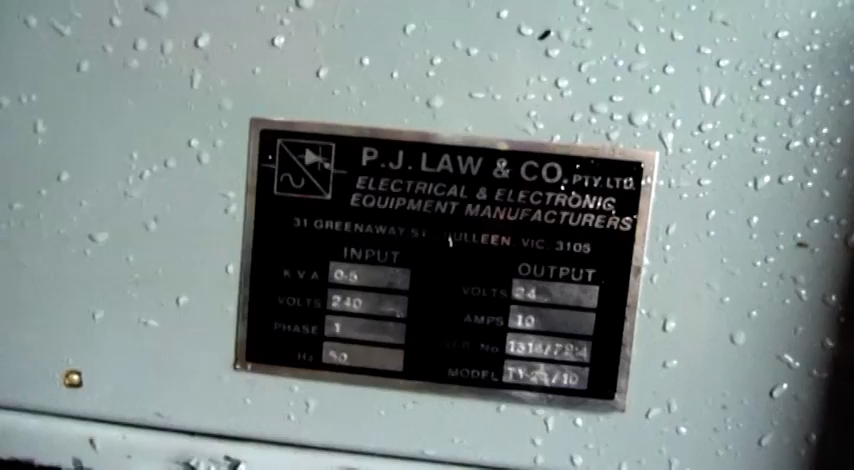 P.J. LAW & CO. PTY. LTD.
ELECTRICAL & ELECTRONIC
EQUIPMENT MANUFACTURERS
31 GREENAWAY ST. BULLEEN, VIC. 3105
INPUT
K V A 0·5
VOLTS 240
PHASE 1
Hz 50
OUTPUT
VOLTS 24
AMPS 10
No
MODEL